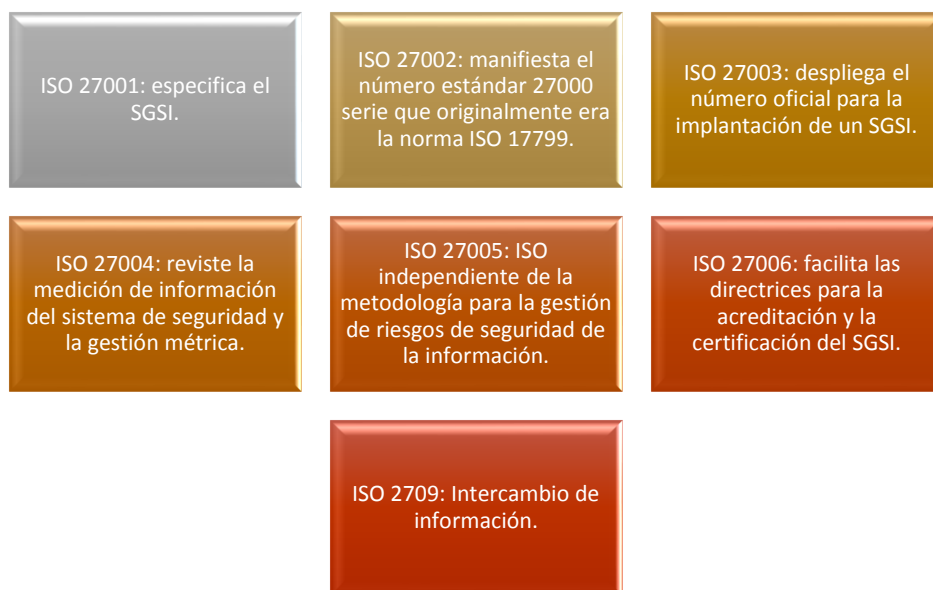 ISO 27001: especifica el
SGSI.
ISO 27002: manifiesta el
número estándar 27000
serie que originalmente era
la norma ISO 17799.
ISO 27003: despliega el
número oficial para la
implantación de un SGSI.
ISO 27004: reviste la
medición de información
del sistema de seguridad y
la gestión métrica.
ISO 27005: ISO
independiente de la
metodología para la gestión
de riesgos de seguridad de
la información.
ISO 27006: facilita las
directrices para la
acreditación y la
certificación del SGSI.
ISO 2709: Intercambio de
información.